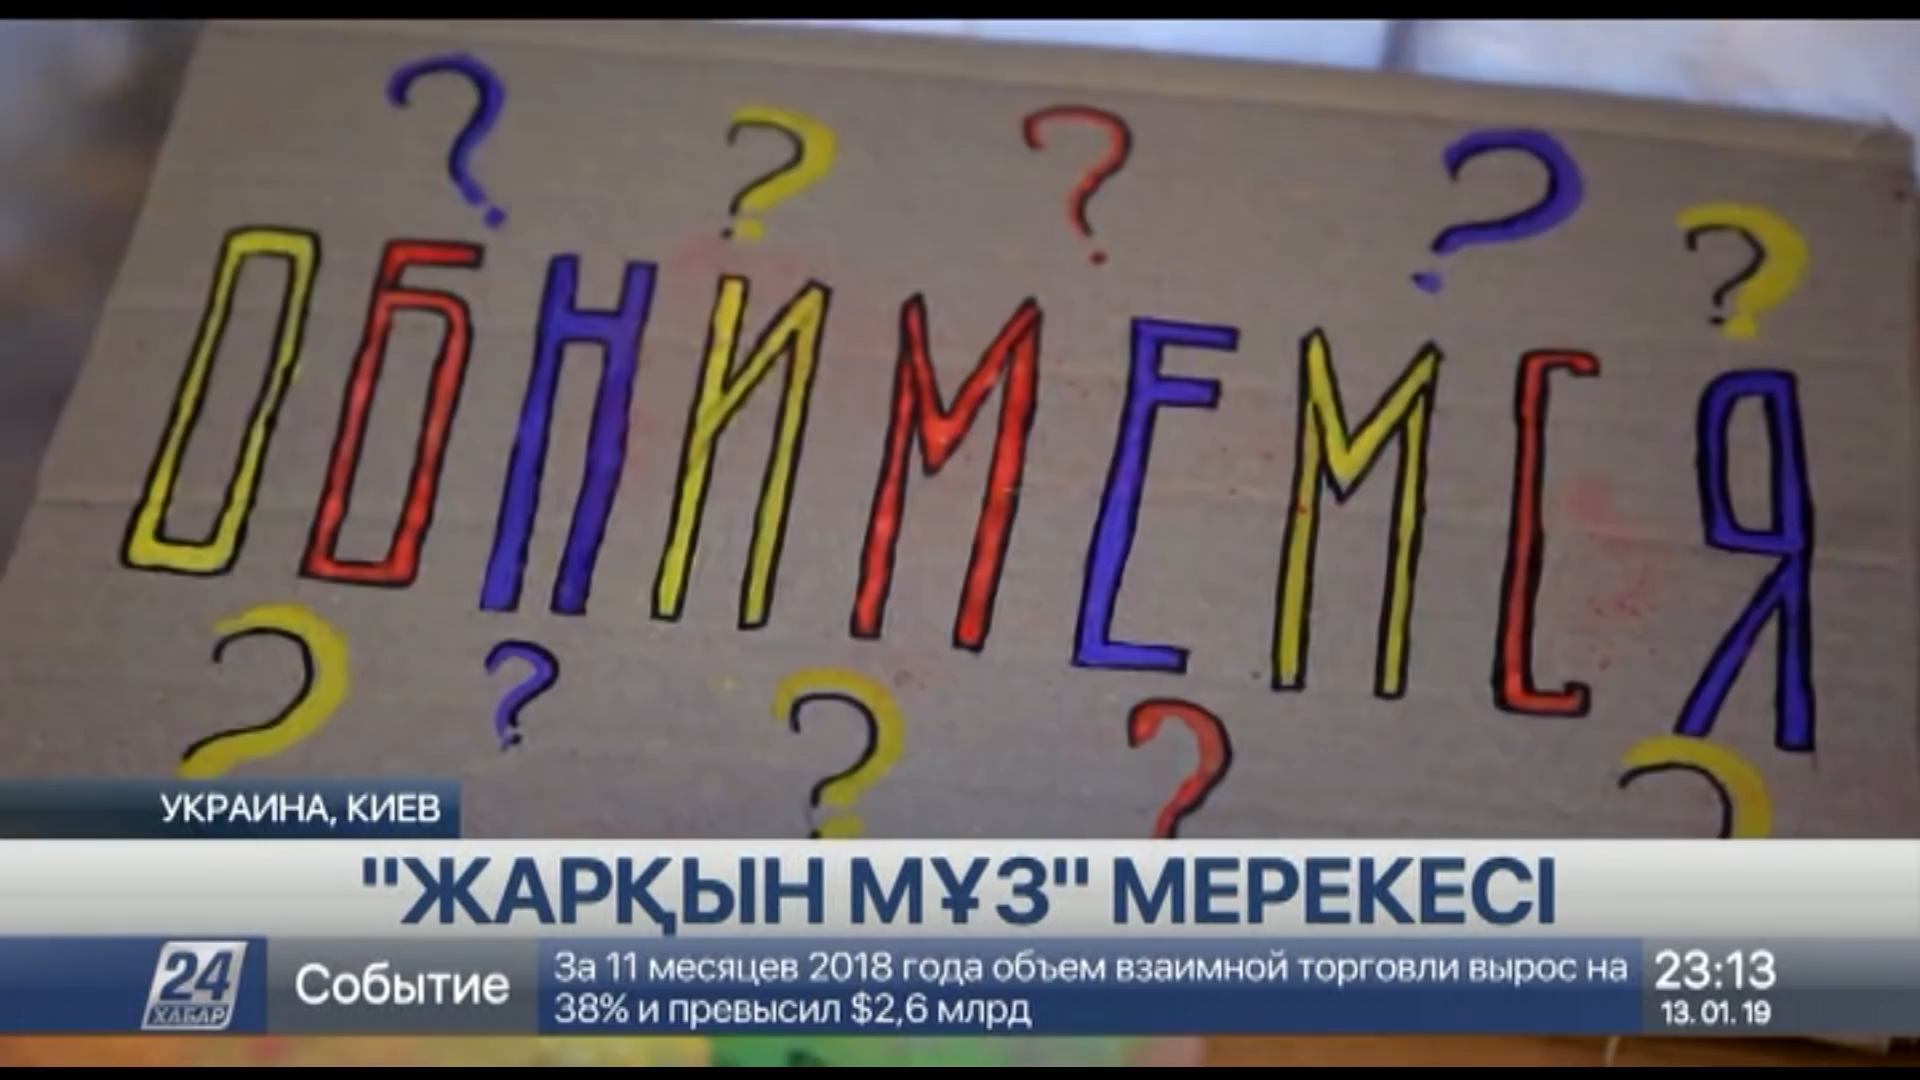 ? ? ? ? ?
ОБНИМЕМСЯ
? ? ? ? ?
УКРАИНА, КИЕВ
"ЖАРҚЫН МҰЗ" МЕРЕКЕСІ
24
ХАБАР
Событие
За 11 месяцев 2018 года объем взаимной торговли вырос на
38% и превысил $2,6 млрд
23:13
13. 01. 19